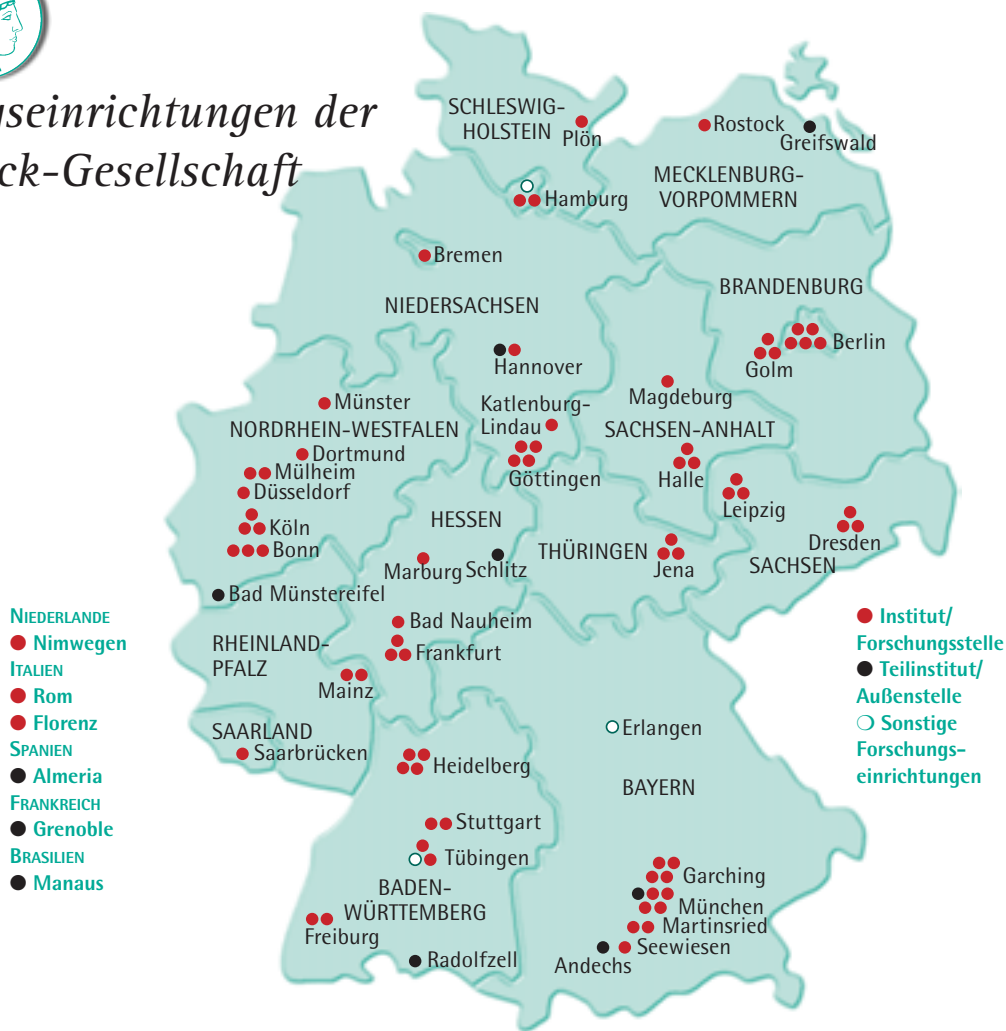 gseinrichtungen der
ck-Gesellschaft
SCHLESWIG-
HOLSTEIN
Plön
Rostock
Greifswald
MECKLENBURG-
VORPOMMERN
Hamburg
Bremen
NIEDERSACHSEN
BRANDENBURG
Berlin
Golm
Hannover
Magdeburg
Münster
Katlenburg-
Lindau
NORDRHEIN-WESTFALEN
SACHSEN-ANHALT
Dortmund
Mülheim
Göttingen
Halle
Düsseldorf
Leipzig
HESSEN
Köln
Bonn
THÜRINGEN
Dresden
SACHSEN
Marburg
Schlitz
Jena
Bad Münstereifel
Bad Nauheim
RHEINLAND-
PFALZ
Frankfurt
Mainz
SAARLAND
Saarbrücken
Erlangen
Heidelberg
BAYERN
Stuttgart
Tübingen
Garching
BADEN-
WÜRTTEMBERG
München
Martinsried
Freiburg
Seewiesen
Radolfzell
Andechs
NIEDERLANDE
Nimwegen
ITALIEN
Rom
Florenz
SPANIEN
Almeria
FRANKREICH
Grenoble
BRASILIEN
Manaus
Institut/
Forschungsstelle
Teilinstitut/
Außenstelle
Sonstige
Forschungs-
einrichtungen